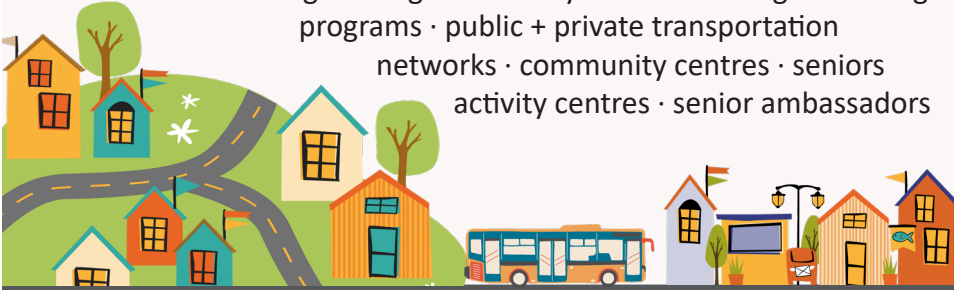 programs · public + private transportation
networks · community centres · seniors
activity centres · senior ambassadors